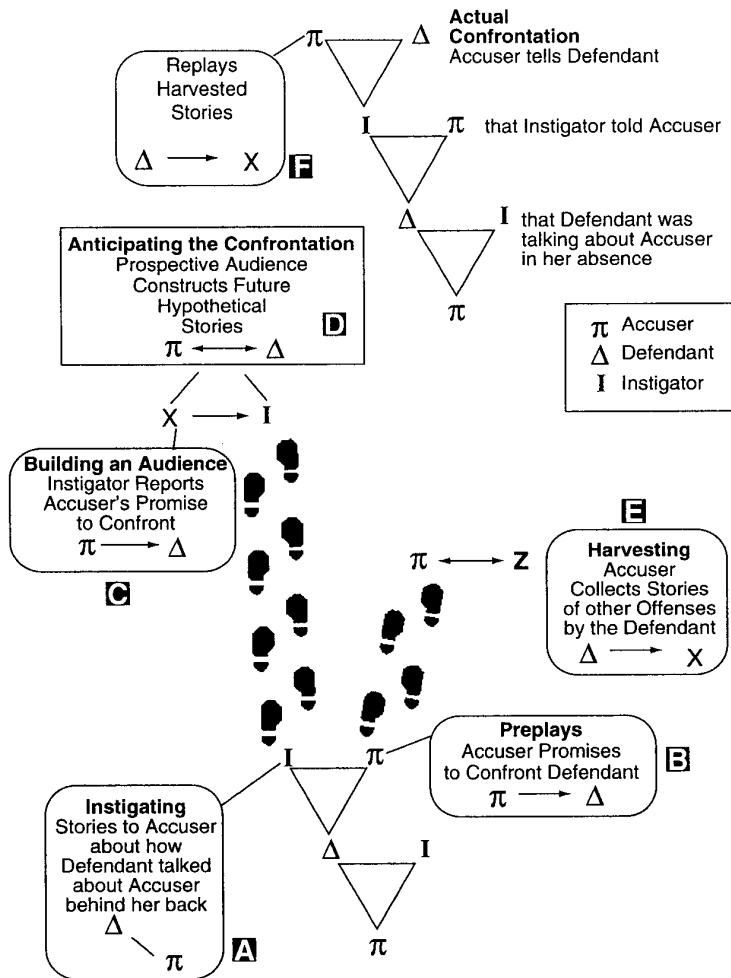 π Δ Actual
Confrontation
Accuser tells Defendant
Replays
Harvested
Stories
Δ → X
F
I π that Instigator told Accuser
Δ I that Defendant was
talking about Accuser
in her absence
π
Anticipating the Confrontation
Prospective Audience
Constructs Future
Hypothetical
Stories
π ↔ Δ
D
π Accuser
Δ Defendant
I Instigator
X → I
Building an Audience
Instigator Reports
Accuser's Promise
to Confront
π → Δ
C
π ↔ Z
E
Harvesting
Accuser
Collects Stories
of other Offenses
by the Defendant
Δ → X
I π
Preplays
Accuser Promises
to Confront Defendant
π → Δ
B
Instigating
Stories to Accuser
about how
Defendant talked
about Accuser
behind her back
Δ
π
A
Δ I
π